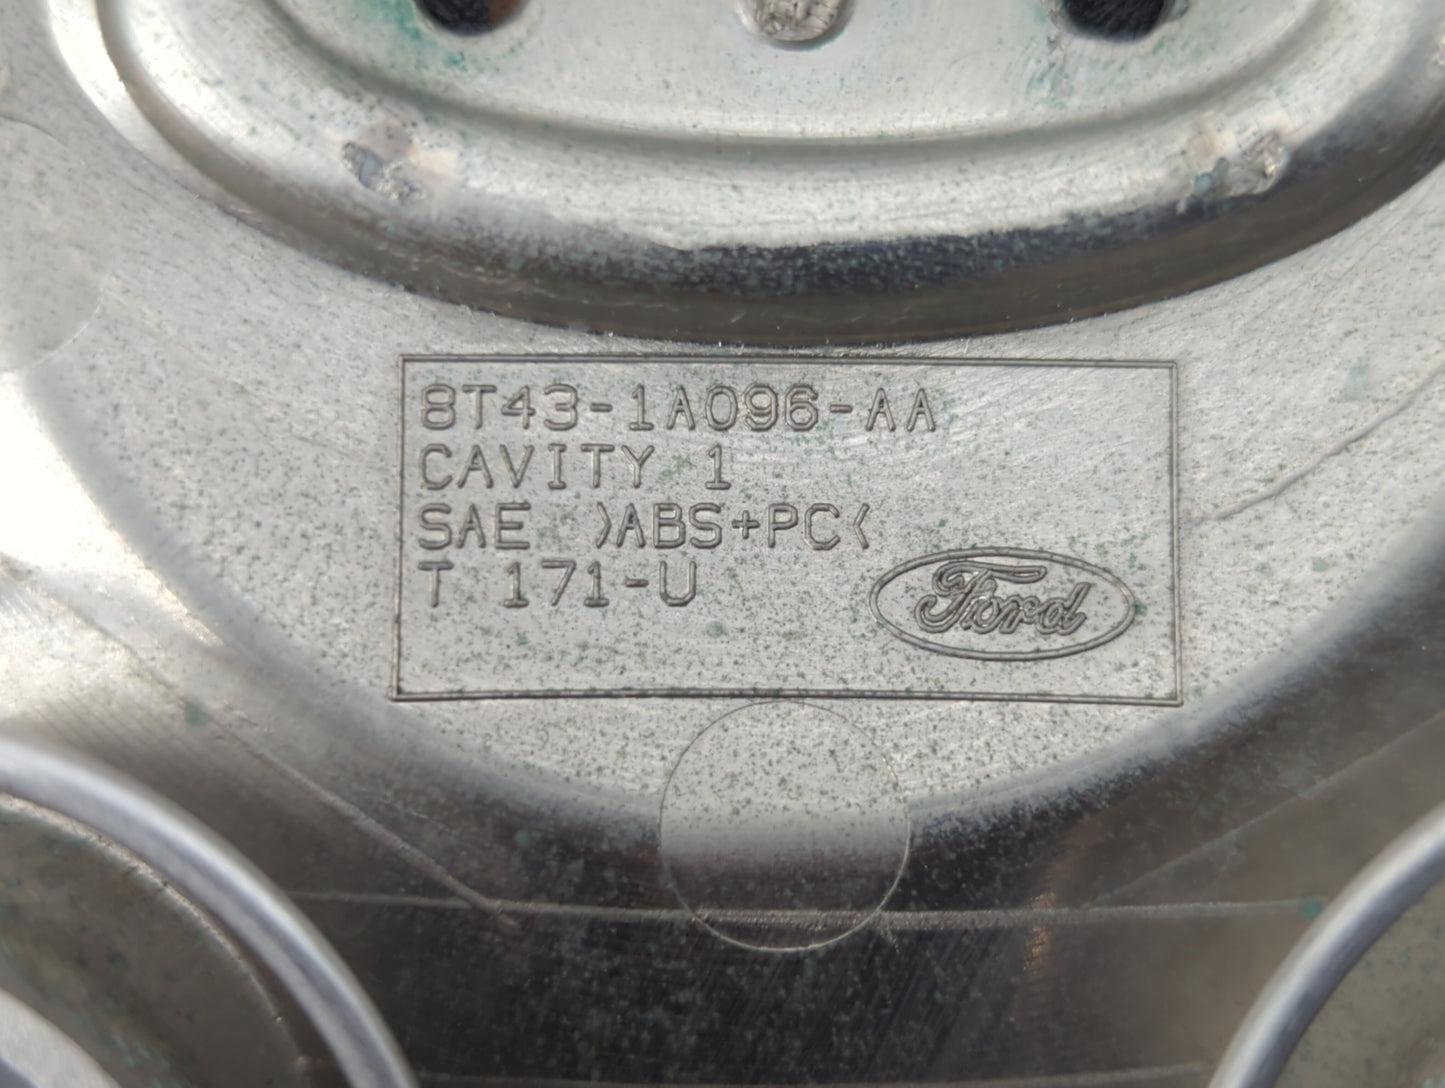 8T43-1A096-AA
CAVITY 1
SAE >ABS+PC<
T 171-U
Ford